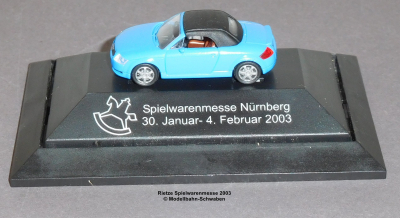 Spielwarenmesse Nürnberg
30. Januar- 4. Februar 2003
Rietze Spielwarenmesse 2003
© Modellbahn-Schwaben